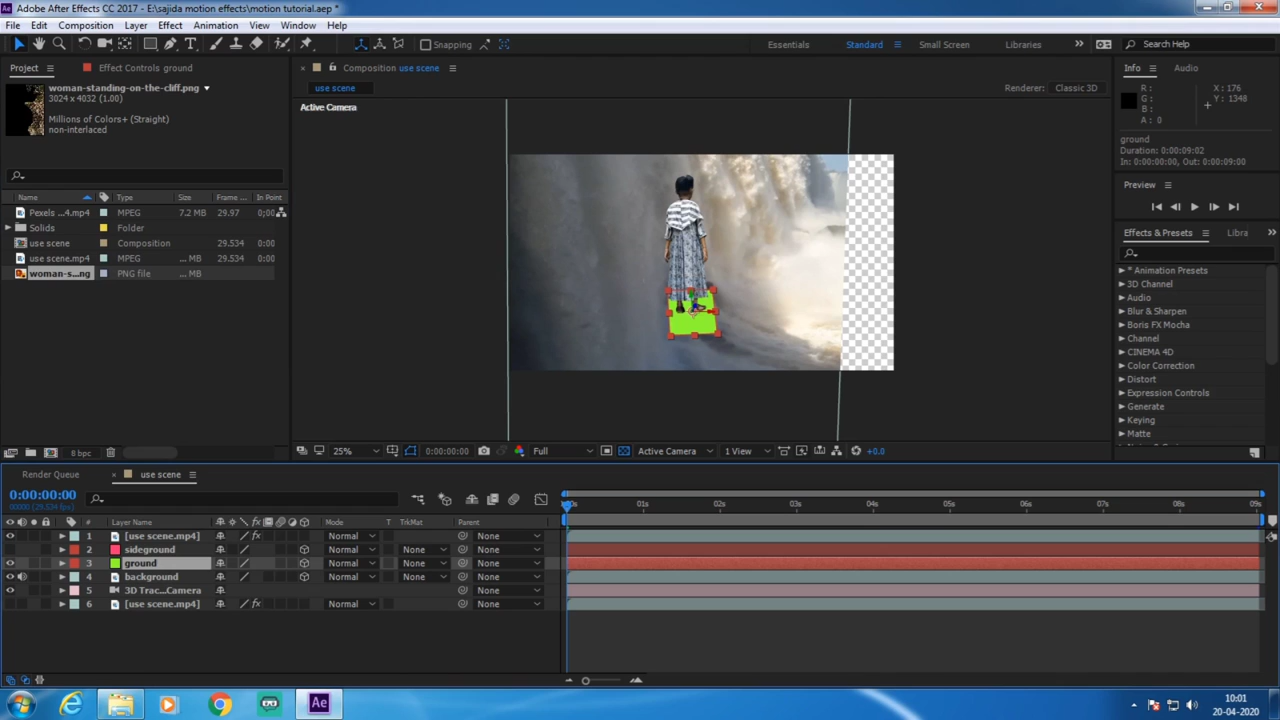 Adobe After Effects CC 2017 - E:\sajida motion effects\motion tutorial.aep *
File Edit Composition Layer Effect Animation View Window Help
Snapping Essentials Standard Small Screen Libraries Search Help
Project Effect Controls ground
woman-standing-on-the-cliff.png
3024 x 4032 (1.00)
Millions of Colors+ (Straight)
non-interlaced
Name Type Size Frame ... In Point
Pexels ...4.mp4 MPEG 7.2 MB 29.97 0;00
Solids Folder
use scene Composition 29.534 0:00
use scene.mp4 MPEG ... MB 29.534 0:00
woman-s...ng PNG file ... MB
8 bpc
Composition use scene
use scene
Renderer: Classic 3D
Active Camera
25% 0:00:00:00 Full Active Camera 1 View +0.0
Info Audio
R :
G :
B :
A : 0
X : 176
Y : 1348
ground
Duration: 0:00:09:02
In: 0:00:00:00, Out: 0:00:09:00
Preview
Effects & Presets Libra
* Animation Presets
3D Channel
Audio
Blur & Sharpen
Boris FX Mocha
Channel
CINEMA 4D
Color Correction
Distort
Expression Controls
Generate
Keying
Matte
Render Queue use scene
0:00:00:00
00000 (29.534 fps)
01s 02s 03s 04s 05s 06s 07s 08s
# Layer Name Mode T TrkMat Parent
1 [use scene.mp4] Normal None
2 sideground Normal None None
3 ground Normal None None
4 background Normal None None
5 3D Trac...Camera None
6 [use scene.mp4] Normal None
Ae
10:01
20-04-2020